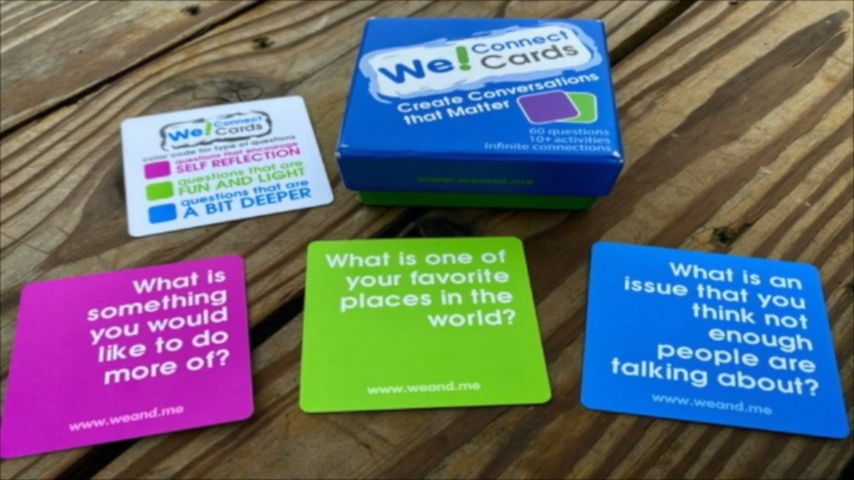 We! Connect
Cards
Create Conversations
that Matter
60 questions
10+ activities
Infinite connections
www.weand.me
We! Connect
Cards
color code for type of questions
questions that encourage
SELF REFLECTION
questions that are
FUN AND LIGHT
questions that are
A BIT DEEPER
What is
something
you would
like to do
more of?
www.weand.me
What is one of
your favorite
places in the
world?
www.weand.me
What is an
issue that you
think not
enough
people are
talking about?
www.weand.me